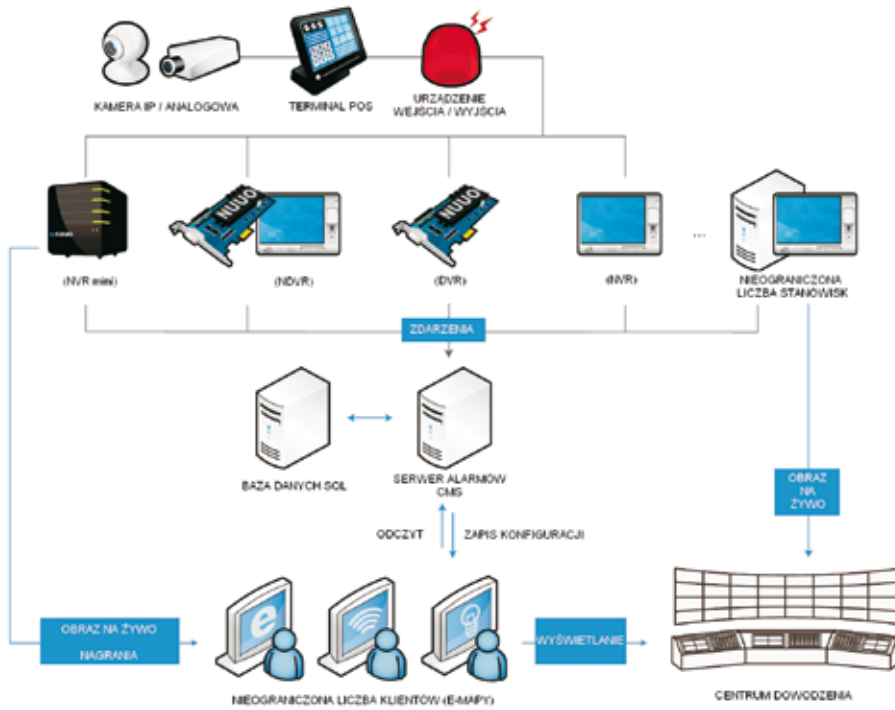 KAMERA IP / ANALOGOWA
TERMINAL POS
URZĄDZENIE
WEJŚCIA / WYJŚCIA
NUUO
NUUO
(NVR mini)
(NDVR)
(DVR)
(NVR)
...
NIEOGRANICZONA
LICZBA STANOWISK
ZDARZENIA
BAZA DANYCH SQL
SERWER ALARMÓW
CMS
OBRAZ
NA
ŻYWO
ODCZYT
ZAPIS KONFIGURACJI
OBRAZ NA ŻYWO
NAGRANIA
e
WYŚWIETLANIE
NIEOGRANICZONA LICZBA KLIENTÓW (E-MAPY)
CENTRUM DOWODZENIA